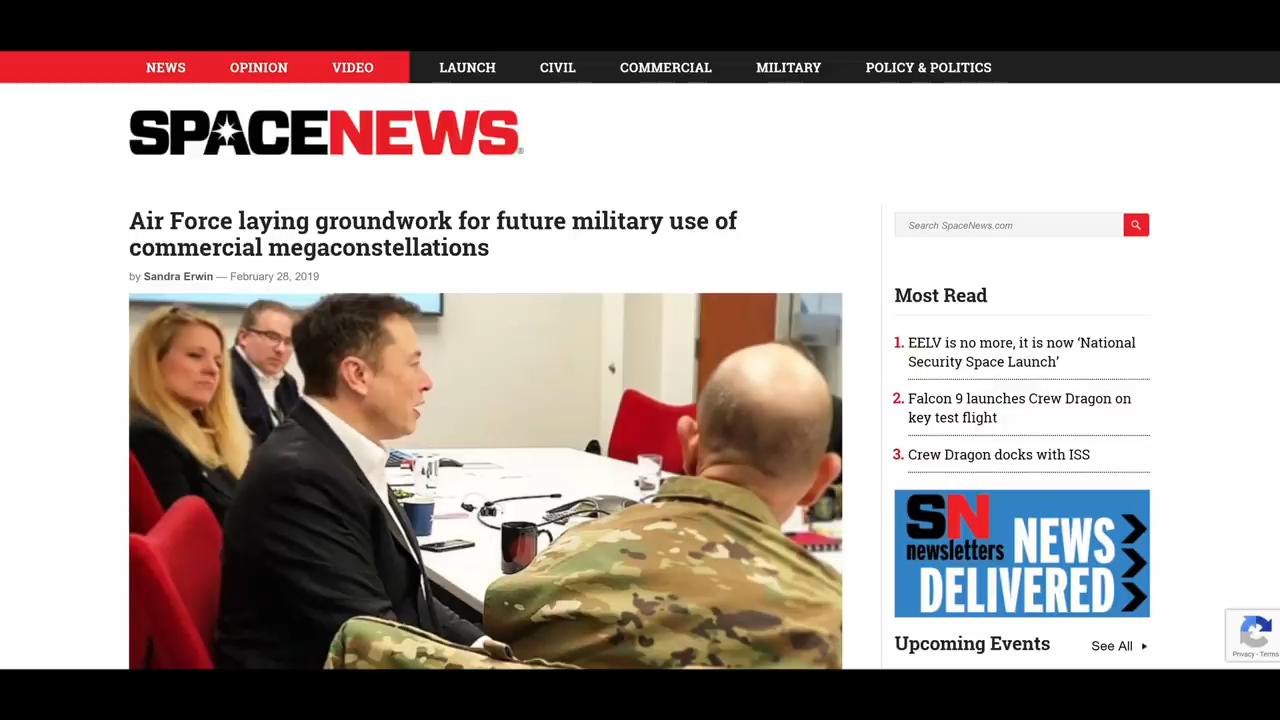 NEWS OPINION VIDEO LAUNCH CIVIL COMMERCIAL MILITARY POLICY & POLITICS
SPACENEWS®
Air Force laying groundwork for future military use of
commercial megaconstellations
by Sandra Erwin — February 28, 2019
Search SpaceNews.com
Most Read
1. EELV is no more, it is now ‘National
Security Space Launch’
2. Falcon 9 launches Crew Dragon on
key test flight
3. Crew Dragon docks with ISS
SN
newsletters
NEWS
DELIVERED
Upcoming Events
See All
Privacy - Terms